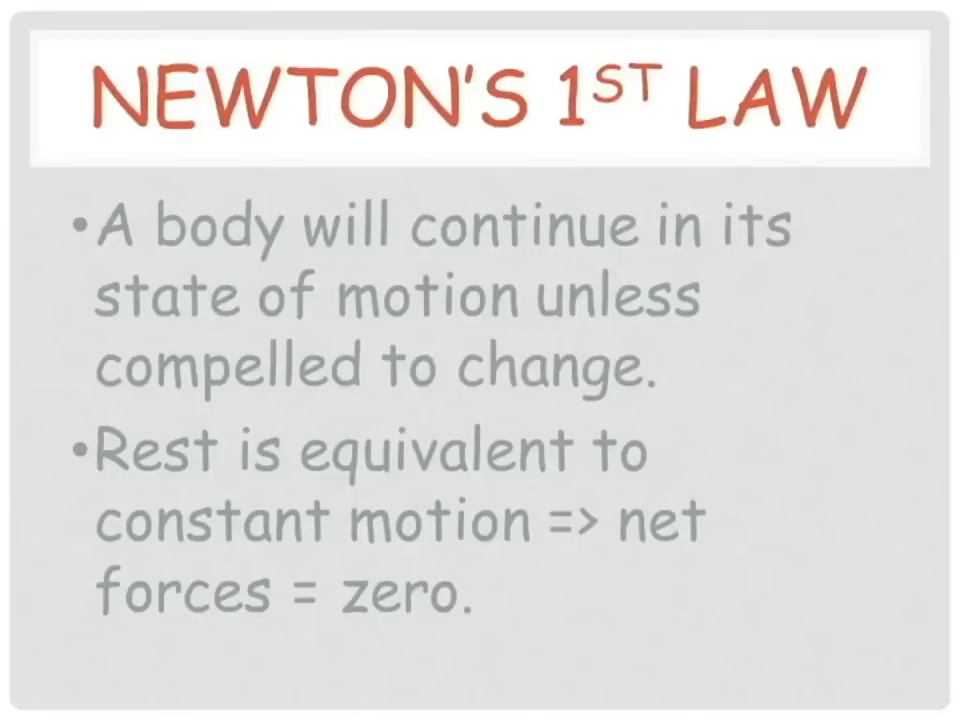 NEWTON'S 1ST LAW
•A body will continue in its
state of motion unless
compelled to change.
•Rest is equivalent to
constant motion => net
forces = zero.